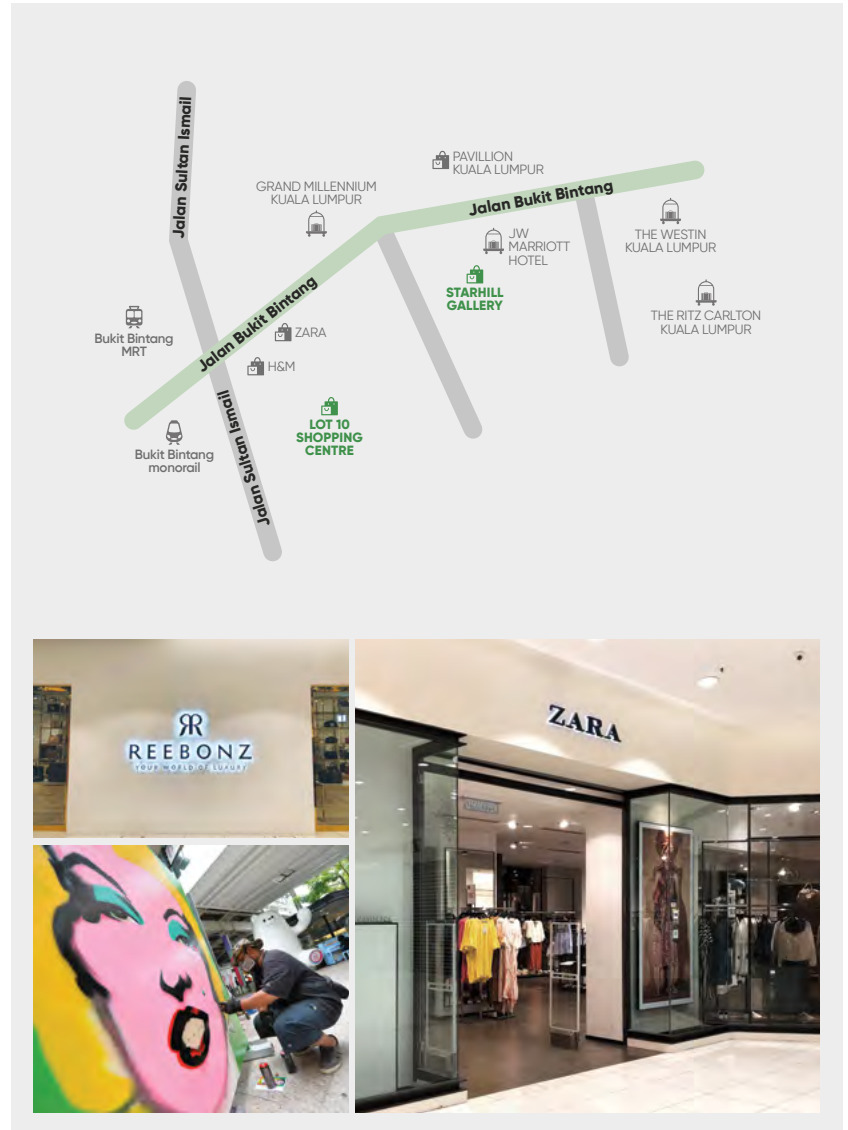 Jalan Sultan Ismail
PAVILLION
KUALA LUMPUR
GRAND MILLENNIUM
KUALA LUMPUR
Jalan Bukit Bintang
JW
MARRIOTT
HOTEL
THE WESTIN
KUALA LUMPUR
STARHILL
GALLERY
THE RITZ CARLTON
KUALA LUMPUR
Jalan Bukit Bintang
Bukit Bintang
MRT
ZARA
H&M
Jalan Sultan Ismail
LOT 10
SHOPPING
CENTRE
Bukit Bintang
monorail
REEBONZ
YOUR WORLD OF LUXURY
ZARA